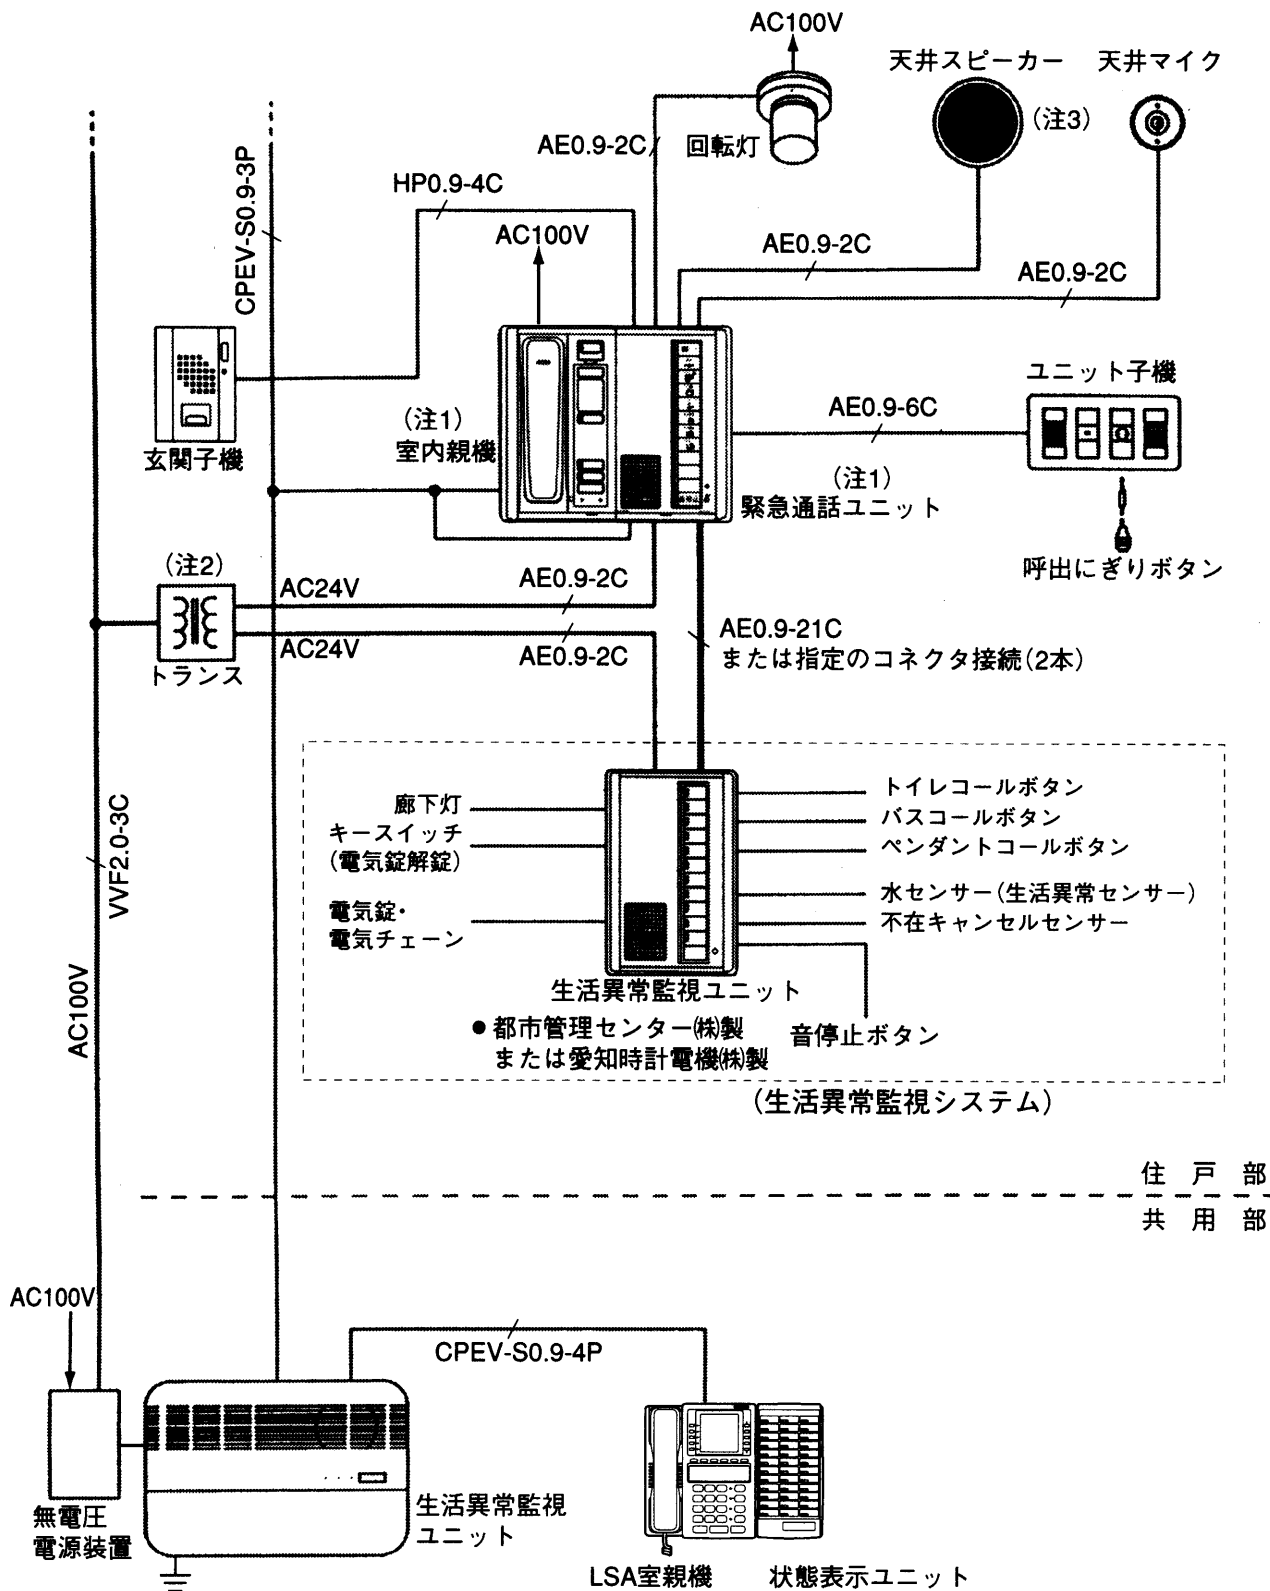 AC100V
天井スピーカー
天井マイク
(注3)
AE0.9-2C
回転灯
HP0.9-4C
CPEV-S0.9-3P
AC100V
AE0.9-2C
AE0.9-2C
ユニット子機
AE0.9-6C
(注1)
室内親機
玄関子機
(注1)
緊急通話ユニット
呼出にぎりボタン
(注2)
AC24V
AE0.9-2C
AC24V
AE0.9-2C
トランス
AE0.9-21C
または指定のコネクタ接続(2本)
VVF2.0-3C
AC100V
廊下灯
キースイッチ
(電気錠解錠)
電気錠・
電気チェーン
トイレコールボタン
バスコールボタン
ペンダントコールボタン
水センサー(生活異常センサー)
不在キャンセルセンサー
生活異常監視ユニット
●都市管理センター㈱製
または愛知時計電機㈱製
音停止ボタン
(生活異常監視システム)
住戸部
共用部
AC100V
CPEV-S0.9-4P
無電圧
電源装置
生活異常監視
ユニット
LSA室親機
状態表示ユニット